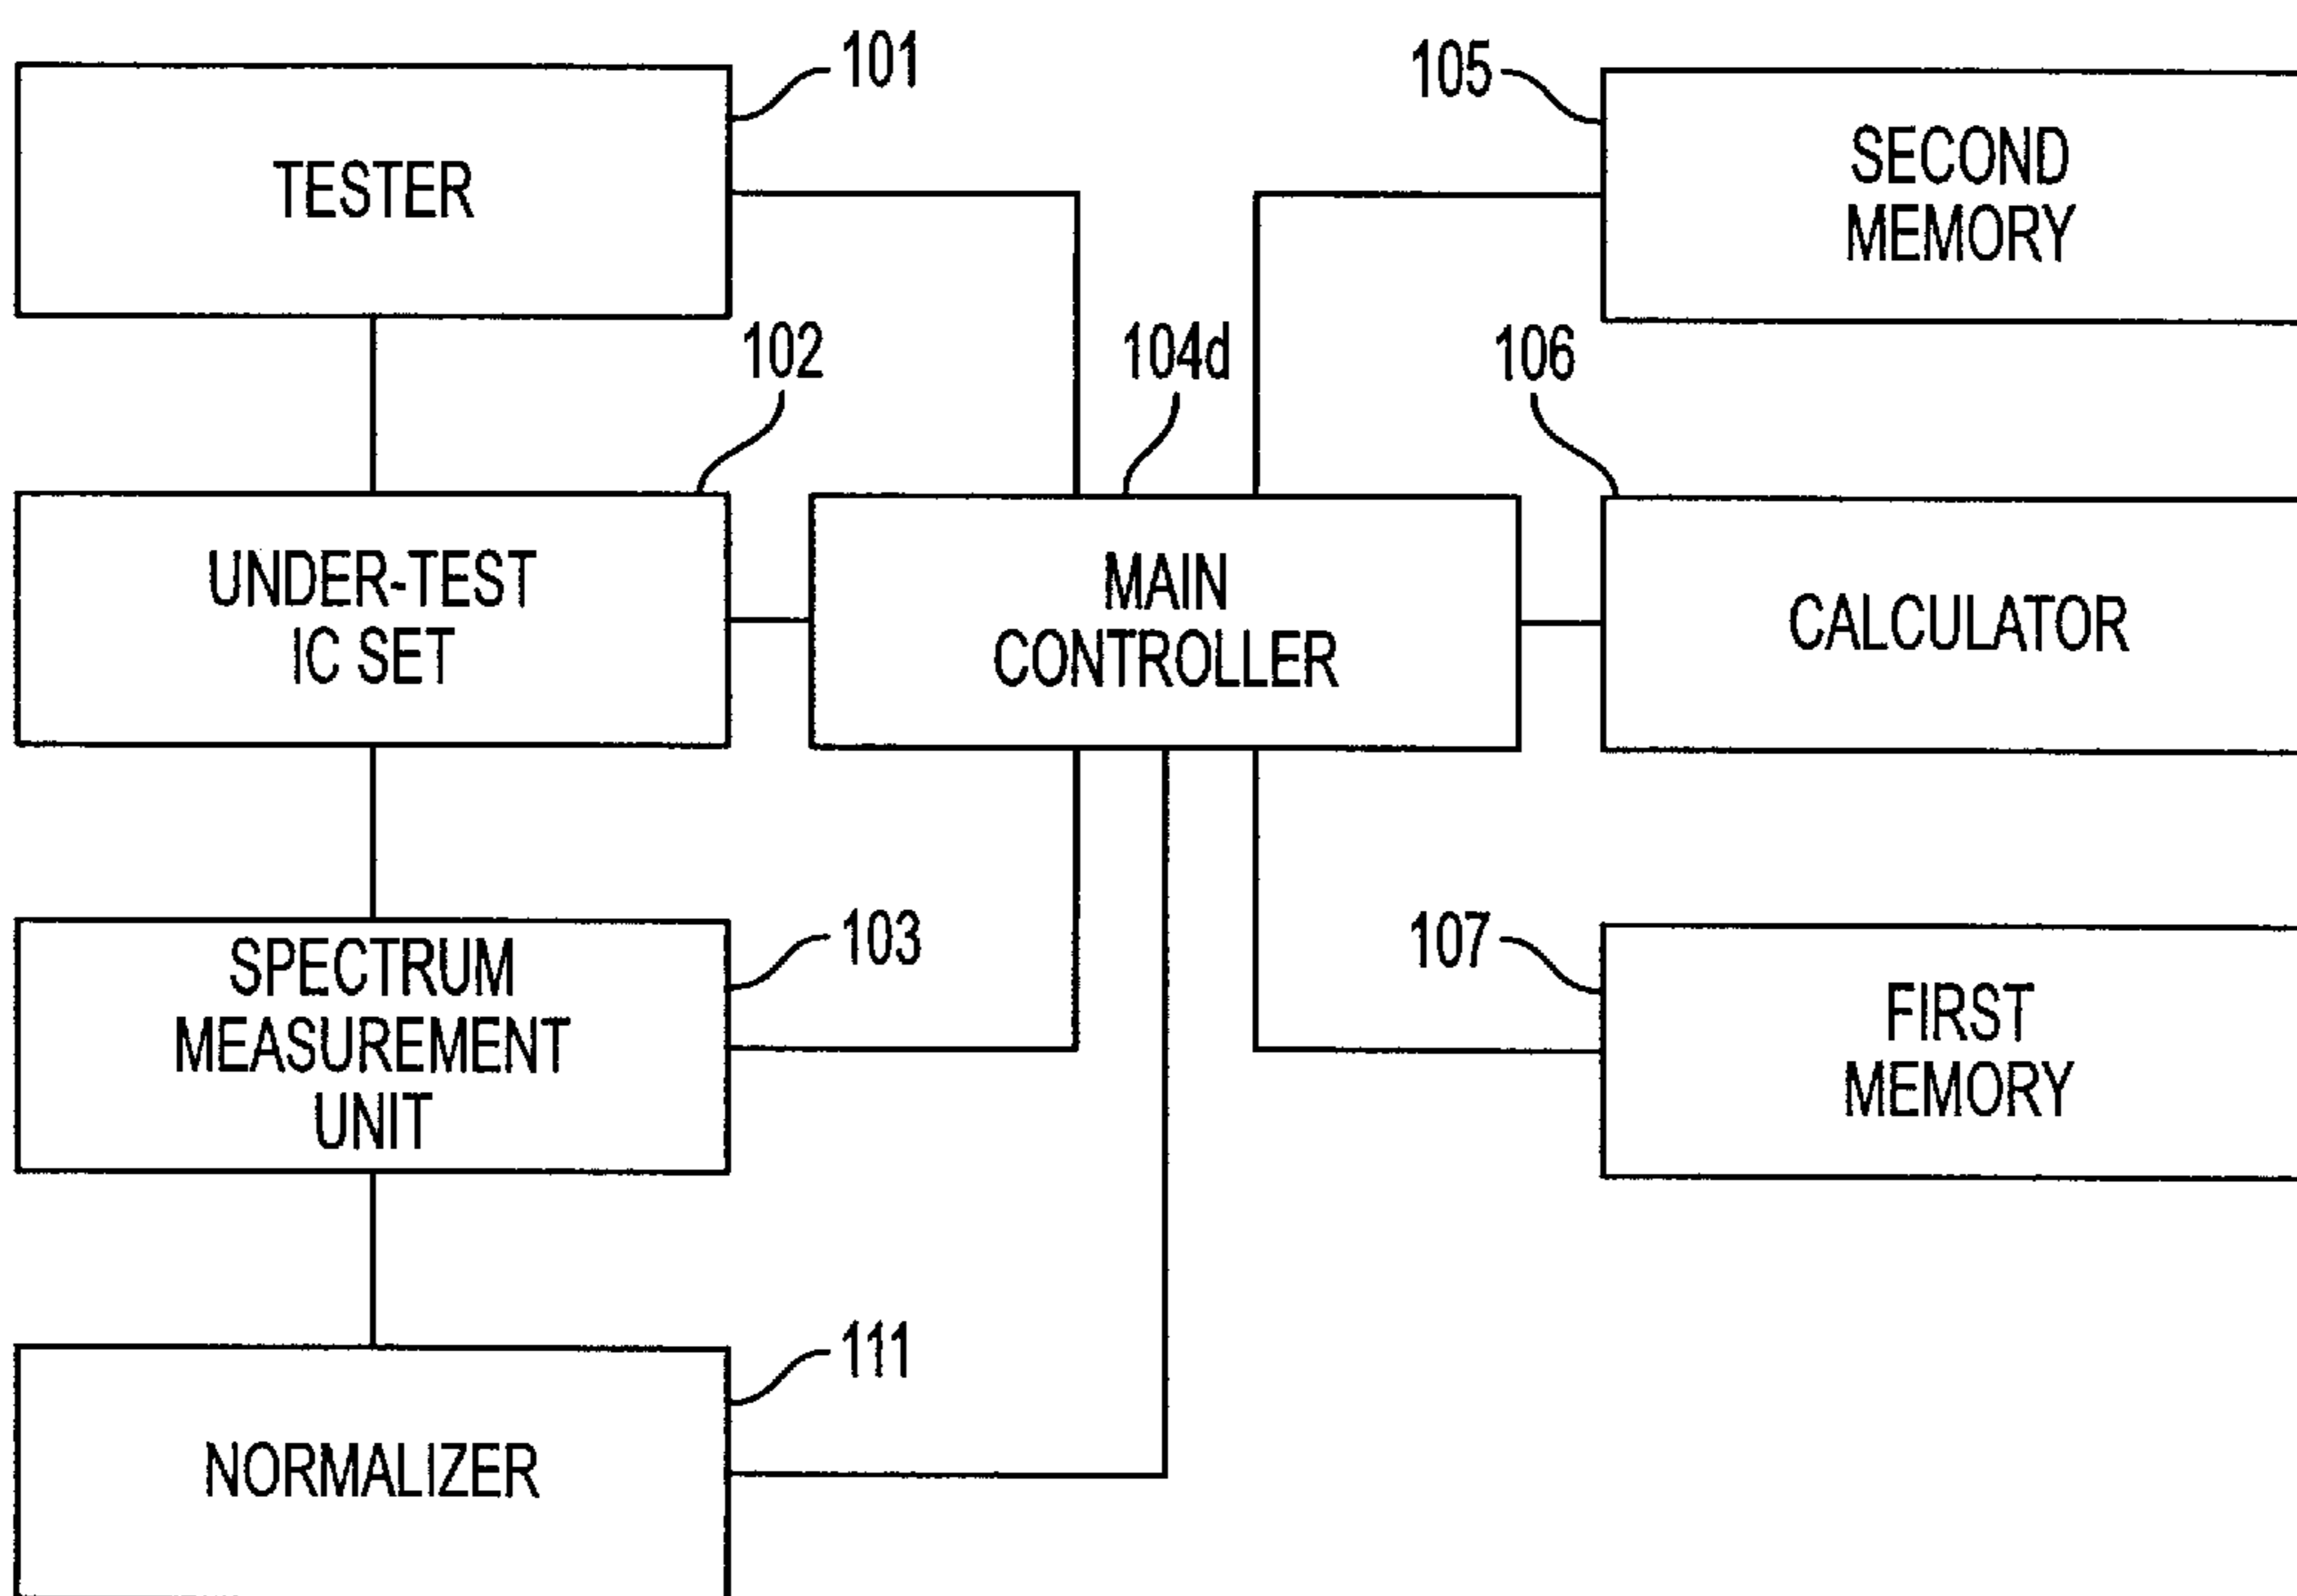 101
TESTER
105
SECOND
MEMORY
102
UNDER-TEST
IC SET
104d
MAIN
CONTROLLER
106
CALCULATOR
103
SPECTRUM
MEASUREMENT
UNIT
107
FIRST
MEMORY
111
NORMALIZER